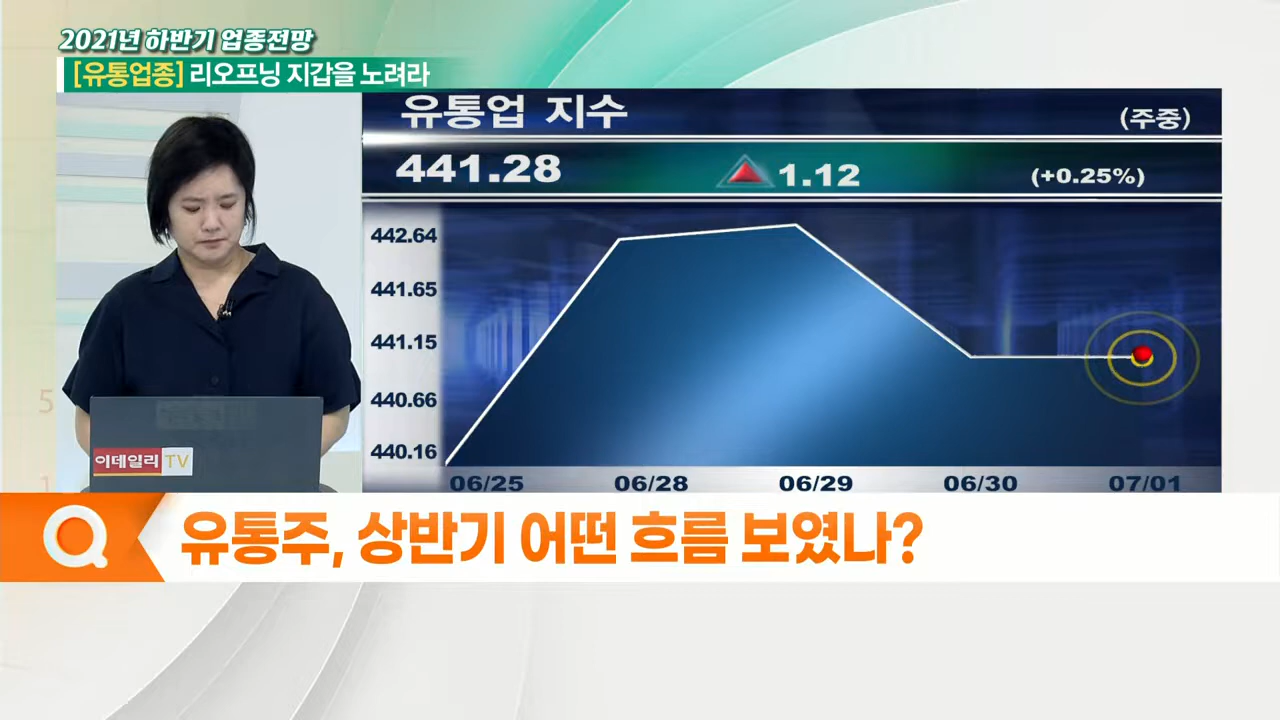 2021년 하반기 업종전망
[유통업종] 리오프닝 지갑을 노려라
유통업 지수
(주중)
441.28 ▲ 1.12 (+0.25%)
442.64
441.65
441.15
440.66
440.16
06/25 06/28 06/29 06/30 07/01
5
1
이데일리 TV
Q 유통주, 상반기 어떤 흐름 보였나?